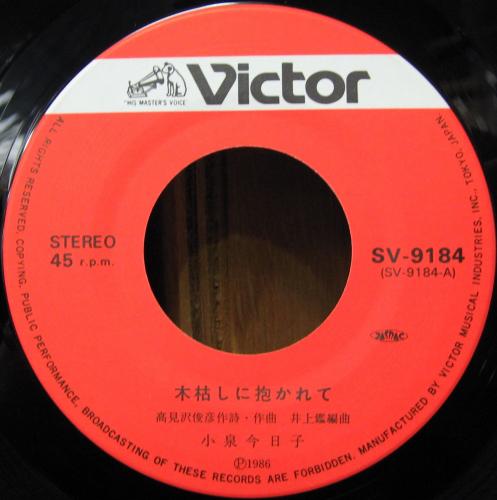 Victor
"HIS MASTER'S VOICE"
STEREO
45 r.p.m.
SV-9184
(SV-9184-A)
JASRAC
木枯しに抱かれて
高見沢俊彦作詩・作曲 井上鑑編曲
小泉今日子
Ⓟ1986
ALL RIGHTS RESERVED. COPYING, PUBLIC PERFORMANCE, BROADCASTING OF THESE RECORDS ARE FORBIDDEN. MANUFACTURED BY VICTOR MUSICAL INDUSTRIES, INC., TOKYO, JAPAN.